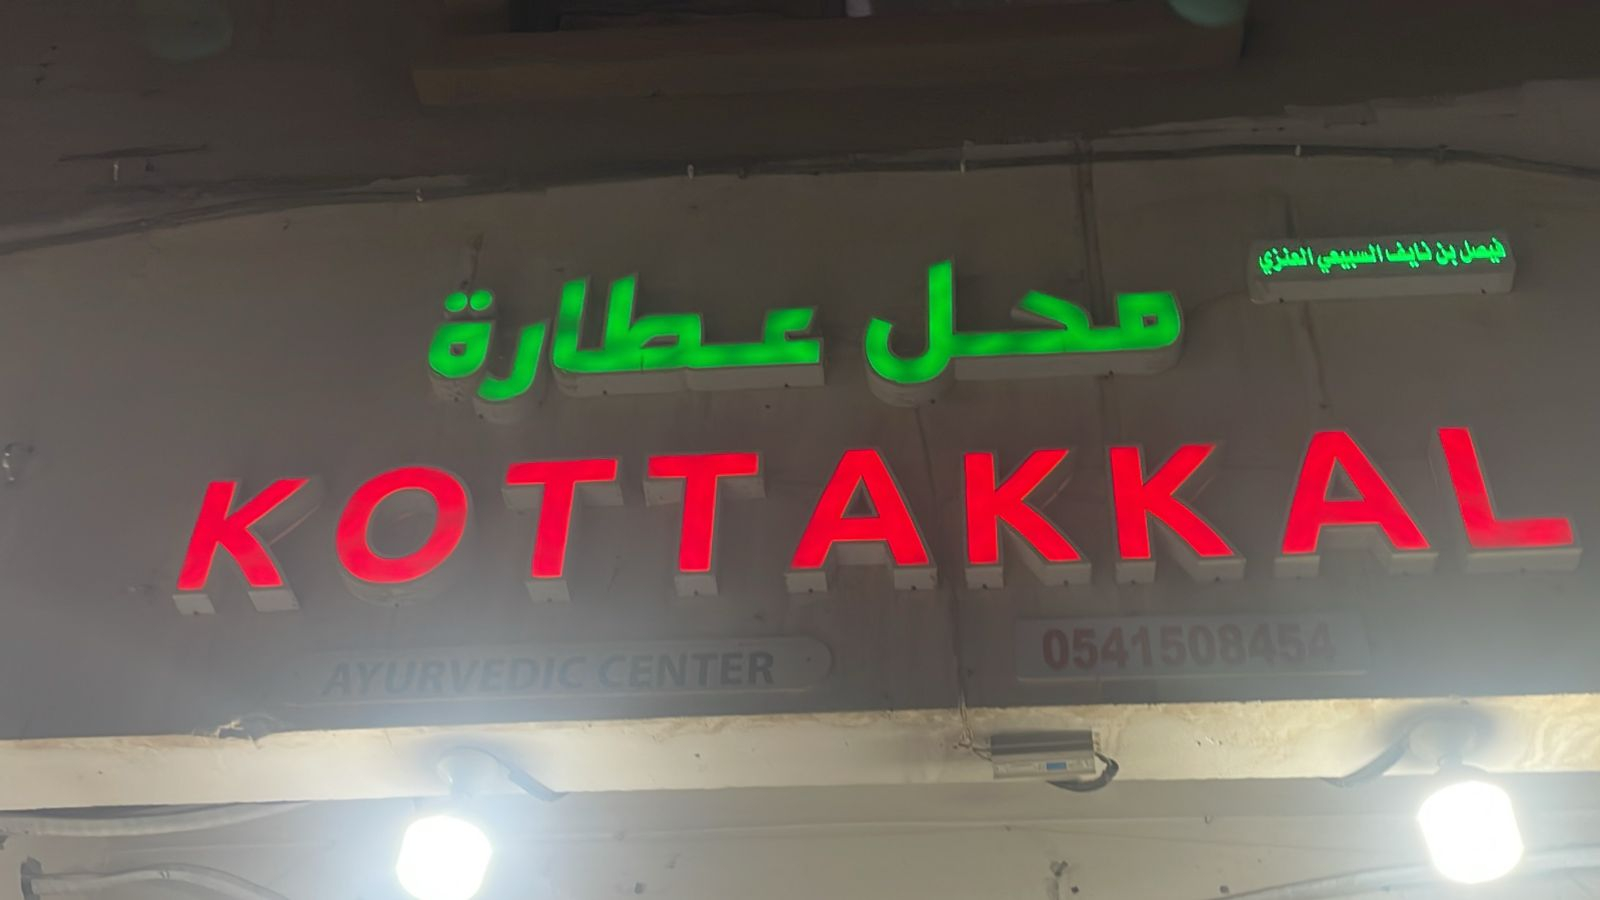 فيصل بن نايف السبيعي العنزي
محل عطارة
KOTTAKKAL
AYURVEDIC CENTER
0541508454